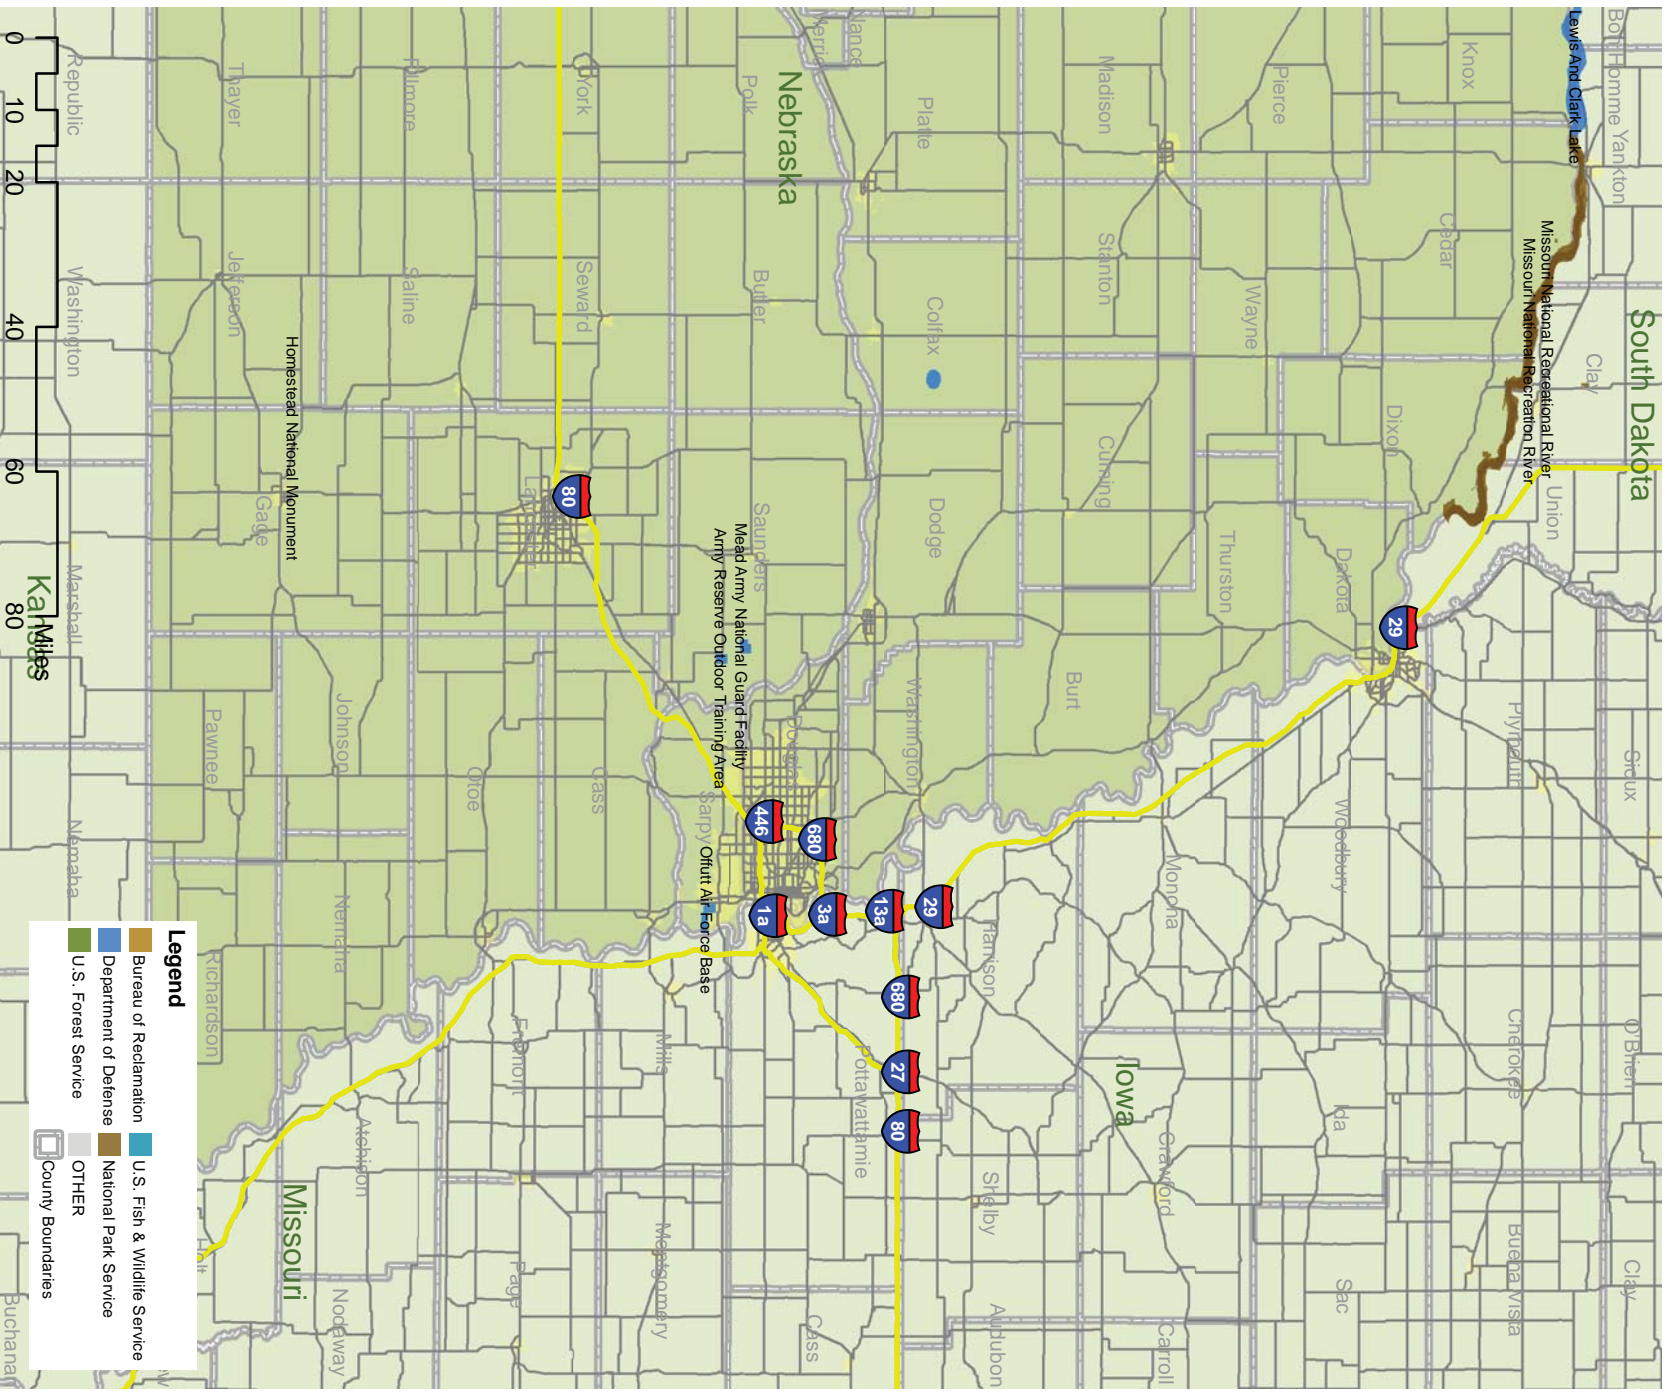 South Dakota
Bon Homme
Yankton
Clay
Union
Sioux
O'Brien
Clay
Lewis And Clark Lake
Missouri National Recreational River
Missouri National Recreation River
Knox
Cedar
Dixon
Dakota
29
Plymouth
Cherokee
Buena Vista
Pierce
Wayne
Thurston
Woodbury
Ida
Sac
Madison
Stanton
Cuming
Burt
Monona
Iowa
Crawford
Carroll
Nance
Merrick
Platte
Colfax
Dodge
Washington
Harrison
Shelby
Audubon
29
13a
680
27
80
Nebraska
Polk
Butler
Saunders
Douglas
Mead Army National Guard Facility
Army Reserve Outdoor Training Area
446
680
3a
1a
Pottawattamie
Cass
Sarpy
Offutt Air Force Base
York
Seward
80
Cass
Mills
Montgomery
Fillmore
Saline
Otoe
Fremont
Page
Thayer
Jefferson
Homestead National Monument
Gage
Johnson
Nemaha
Pawnee
Richardson
Atchison
Nodaway
Missouri
Holt
Republic
Washington
Marshall
Nemaha
Kansas
Buchana
0 10 20 40 60 80
Miles
Legend
Bureau of Reclamation
Department of Defense
U.S. Forest Service
U.S. Fish & Wildlife Service
National Park Service
OTHER
County Boundaries